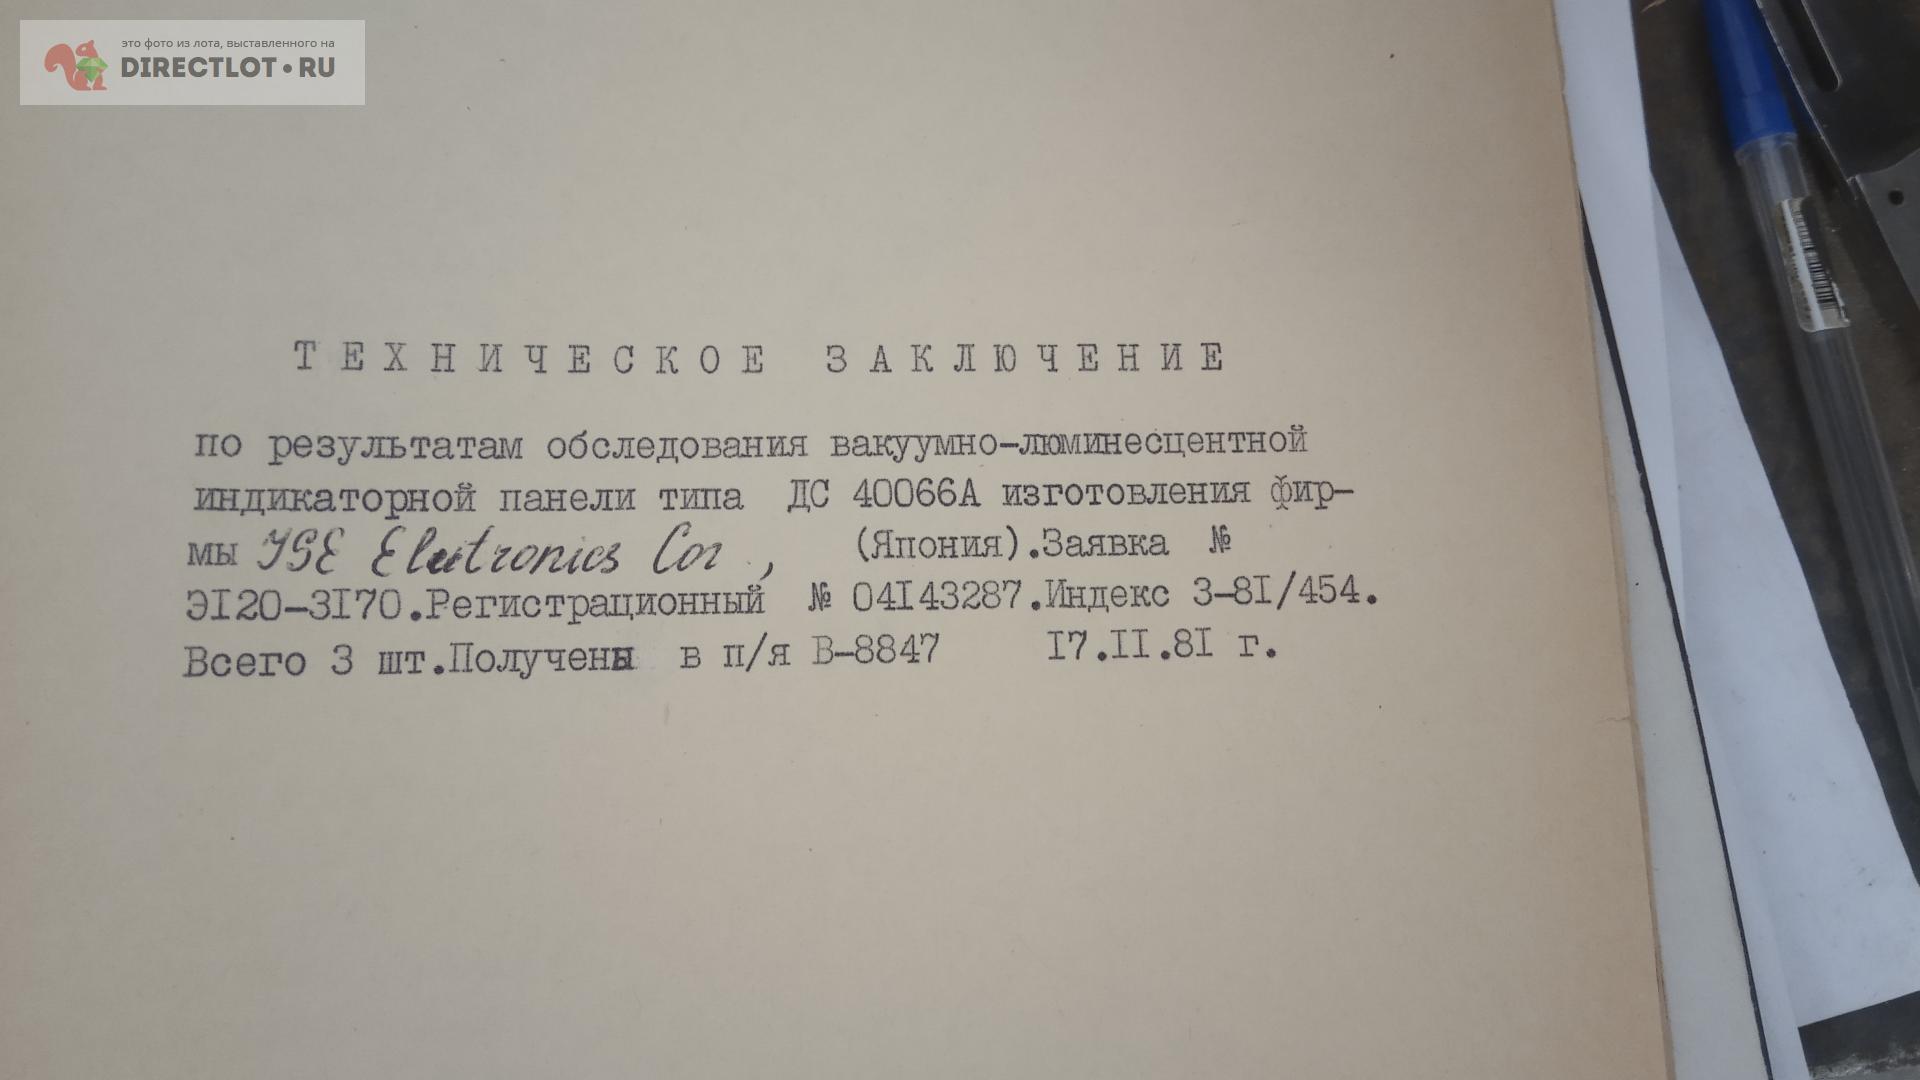 это фото из лота, выставленного на
DIRECTLOT•RU
ТЕХНИЧЕСКОЕ ЗАКЛЮЧЕНИЕ
по результатам обследования вакуумно-люминесцентной
индикаторной панели типа ДС 40066А изготовления фир-
мы ISE Electronics Cor , (Япония).Заявка №
Э120-3170.Регистрационный № 04143287.Индекс 3-81/454.
Всего 3 шт.Получены в п/я В-8847 17.11.81 г.